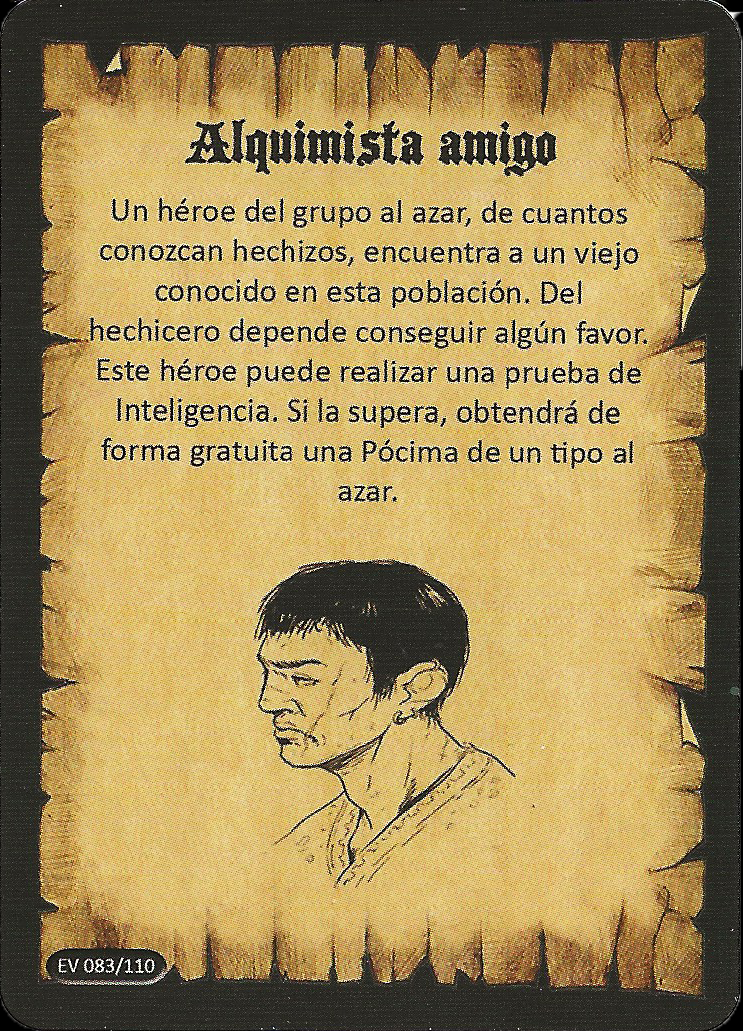 Alquimista amigo
Un héroe del grupo al azar, de cuantos
conozcan hechizos, encuentra a un viejo
conocido en esta población. Del
hechicero depende conseguir algún favor.
Este héroe puede realizar una prueba de
Inteligencia. Si la supera, obtendrá de
forma gratuita una Pócima de un tipo al
azar.
EV 083/110